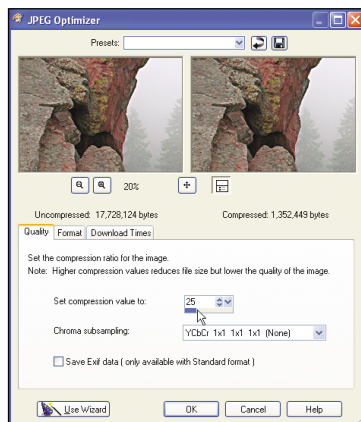 JPEG Optimizer
Presets:
20%
Uncompressed: 17,728,124 bytes
Compressed: 1,352,449 bytes
Quality Format Download Times
Set the compression ratio for the image.
Note: Higher compression values reduces file size but lower the quality of the image.
Set compression value to: 25
Chroma subsampling: YCbCr 1x1 1x1 1x1 (None)
Save Exif data ( only available with Standard format )
Use Wizard OK Cancel Help